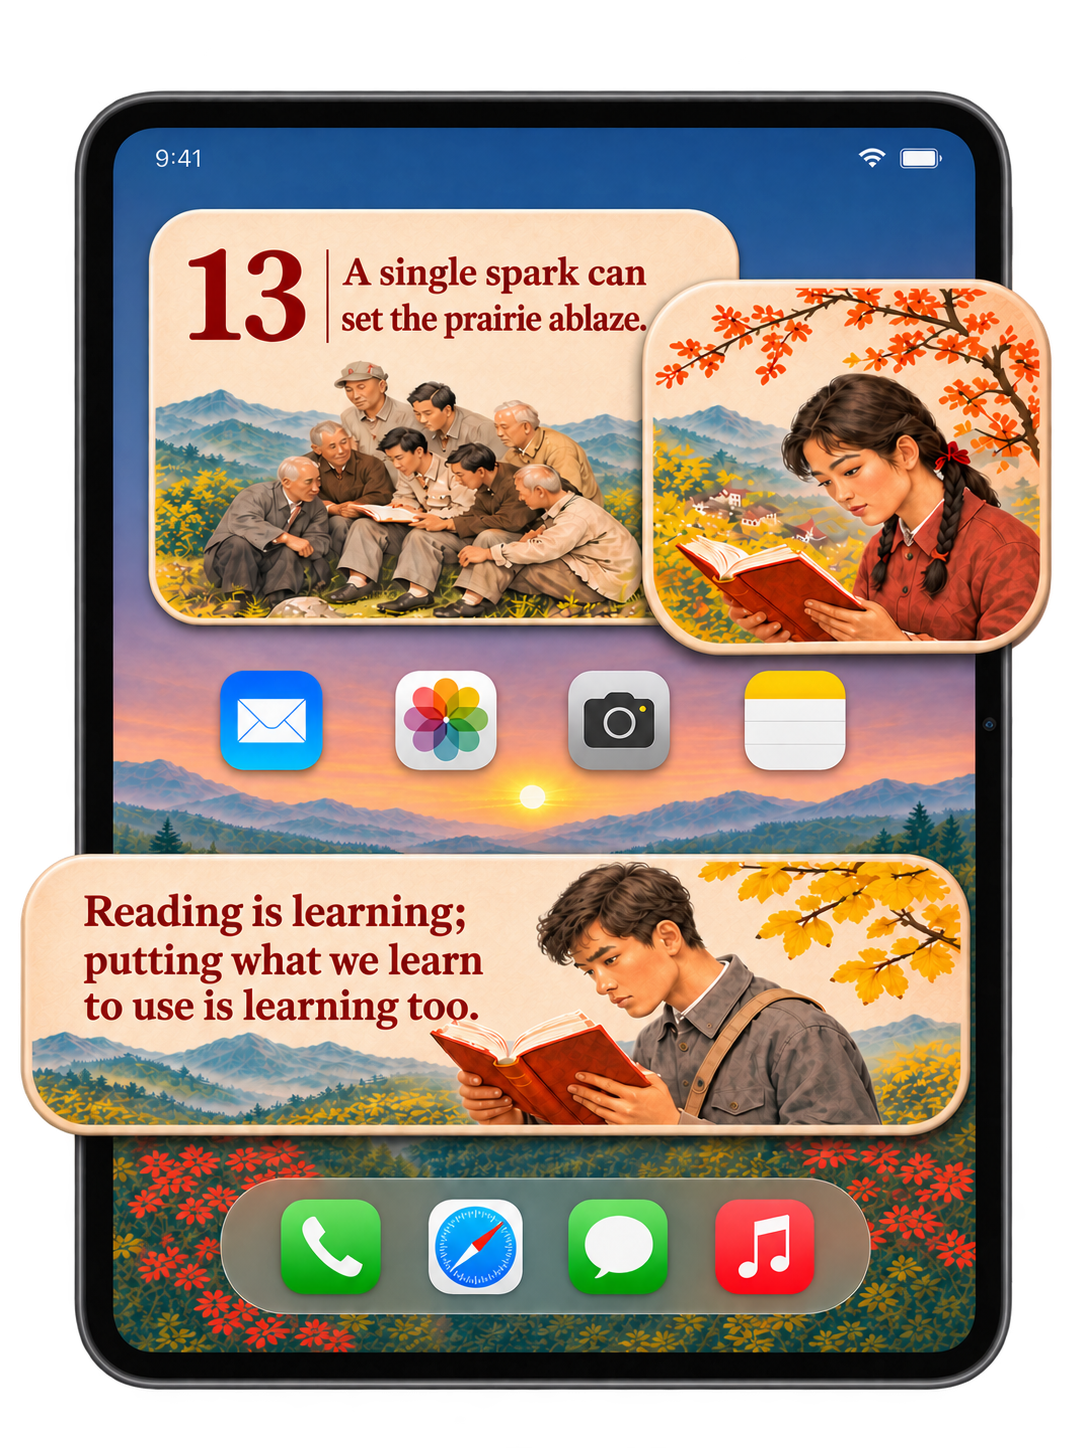 9:41
13
A single spark can
set the prairie ablaze.
Reading is learning;
putting what we learn
to use is learning too.